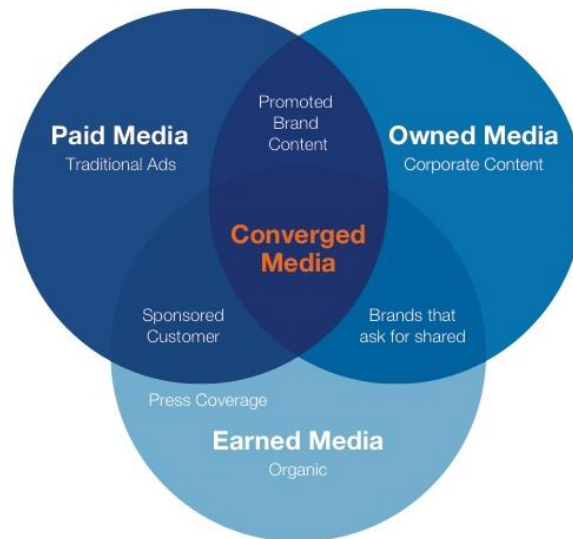 Promoted
Brand
Content
Paid Media
Traditional Ads
Owned Media
Corporate Content
Converged
Media
Sponsored
Customer
Brands that
ask for shared
Press Coverage
Earned Media
Organic